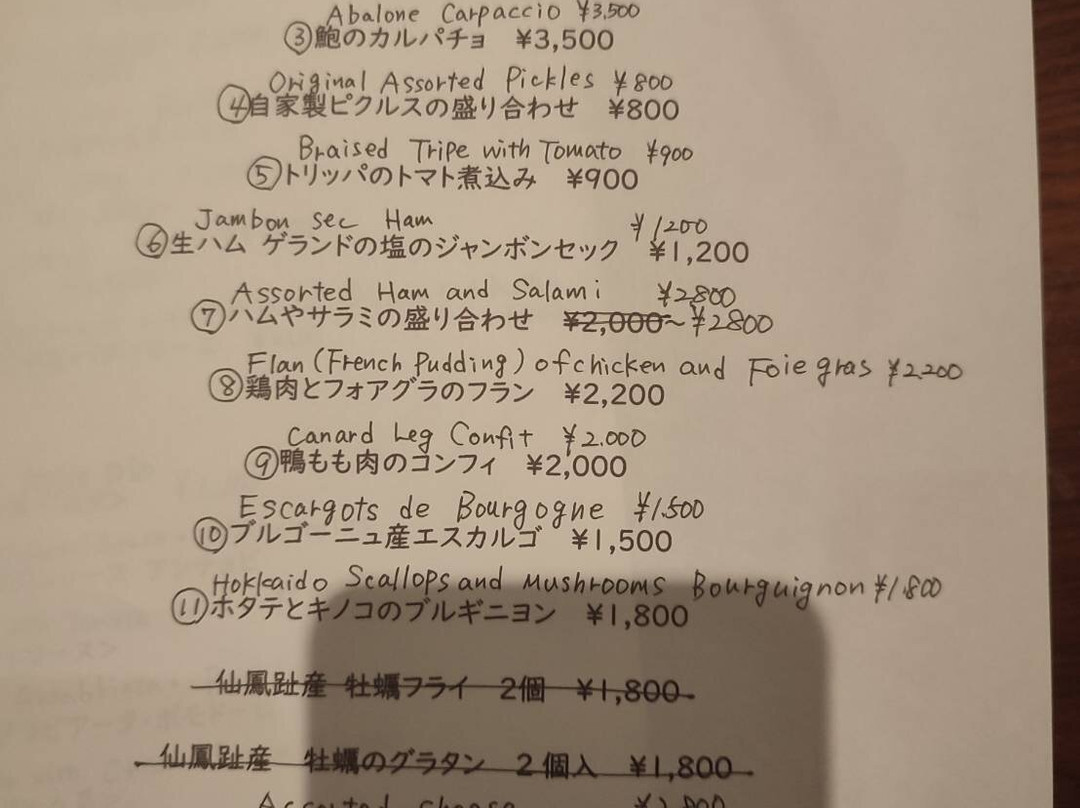 Abalone Carpaccio ¥3,500
③鮑のカルパチョ ¥3,500
Original Assorted Pickles ¥800
④自家製ピクルスの盛り合わせ ¥800
Braised Tripe with Tomato ¥900
⑤トリッパのトマト煮込み ¥900
Jambon sec Ham ¥1200
⑥生ハム ゲランドの塩のジャンボンセック ¥1,200
Assorted Ham and Salami ¥2800
⑦ハムやサラミの盛り合わせ ¥2,000~¥2800
Flan (French Pudding) of chicken and Foie gras ¥2.200
⑧鶏肉とフォアグラのフラン ¥2,200
Canard Leg Confit ¥2.000
⑨鴨もも肉のコンフィ ¥2,000
Escargots de Bourgogne ¥1.500
⑩ブルゴーニュ産エスカルゴ ¥1,500
Hokkaido Scallops and Mushrooms Bourguignon ¥1.800
⑪ホタテとキノコのブルギニヨン ¥1,800
仙鳳趾産 牡蠣フライ 2個 ¥1,800
仙鳳趾産 牡蠣のグラタン 2個入 ¥1,800
Assorted cheese